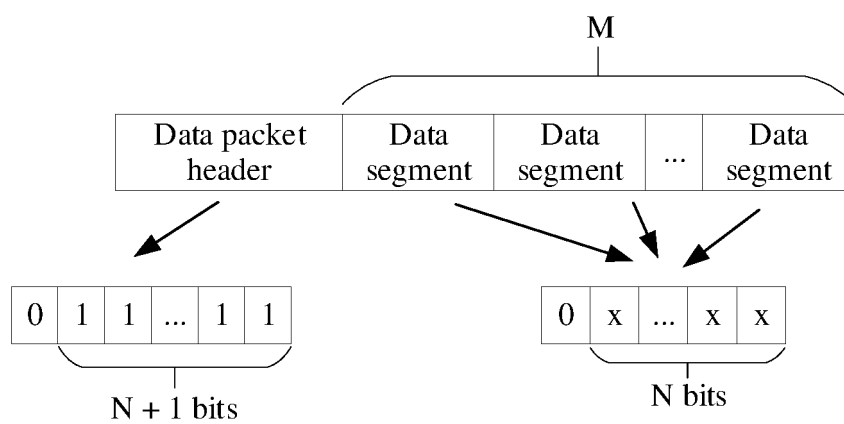 M
Data packet header
Data segment
Data segment
...
Data segment
0 1 1 ... 1 1
N + 1 bits
0 x ... x x
N bits